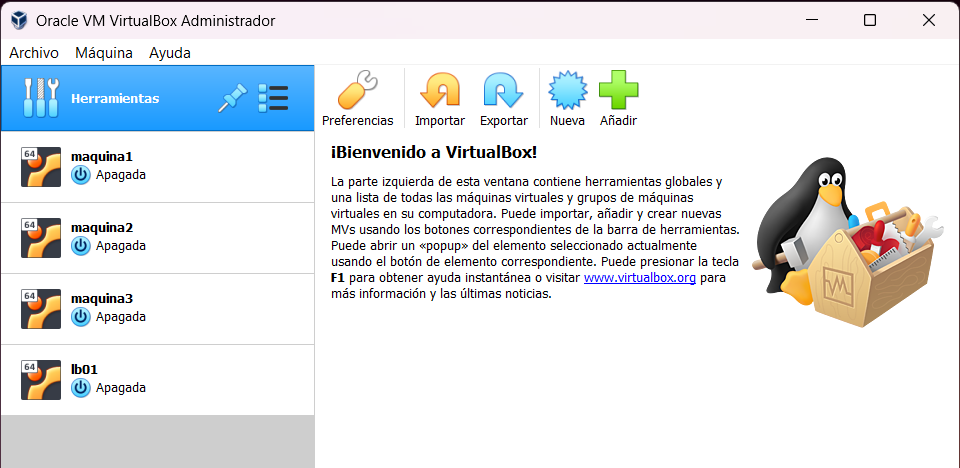 Oracle VM VirtualBox Administrador
Archivo Máquina Ayuda
Herramientas
64
maquina1
Apagada
64
maquina2
Apagada
64
maquina3
Apagada
64
lb01
Apagada
Preferencias Importar Exportar Nueva Añadir
¡Bienvenido a VirtualBox!
La parte izquierda de esta ventana contiene herramientas globales y
una lista de todas las máquinas virtuales y grupos de máquinas
virtuales en su computadora. Puede importar, añadir y crear nuevas
MVs usando los botones correspondientes de la barra de herramientas.
Puede abrir un «popup» del elemento seleccionado actualmente
usando el botón de elemento correspondiente. Puede presionar la tecla
F1 para obtener ayuda instantánea o visitar www.virtualbox.org para
más información y las últimas noticias.